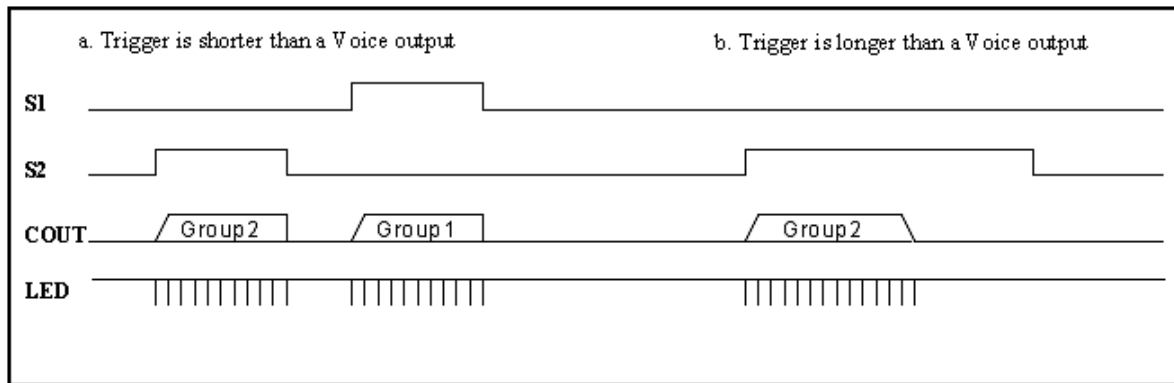 a. Trigger is shorter than a Voice output
b. Trigger is longer than a Voice output
S1
S2
COUT
Group2
Group1
Group2
LED